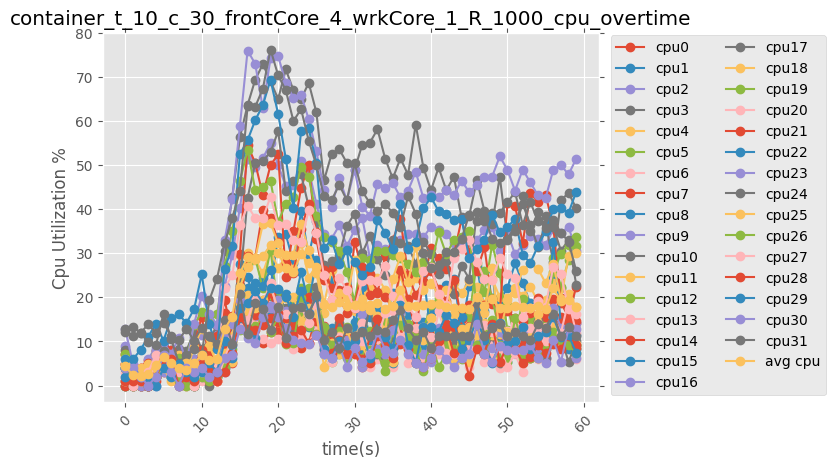 container_t_10_c_30_frontCore_4_wrkCore_1_R_1000_cpu_overtime
Cpu Utilization %
80
70
60
50
40
30
20
10
0
0
10
20
30
40
50
60
time(s)
cpu0
cpu1
cpu2
cpu3
cpu4
cpu5
cpu6
cpu7
cpu8
cpu9
cpu10
cpu11
cpu12
cpu13
cpu14
cpu15
cpu16
cpu17
cpu18
cpu19
cpu20
cpu21
cpu22
cpu23
cpu24
cpu25
cpu26
cpu27
cpu28
cpu29
cpu30
cpu31
avg cpu